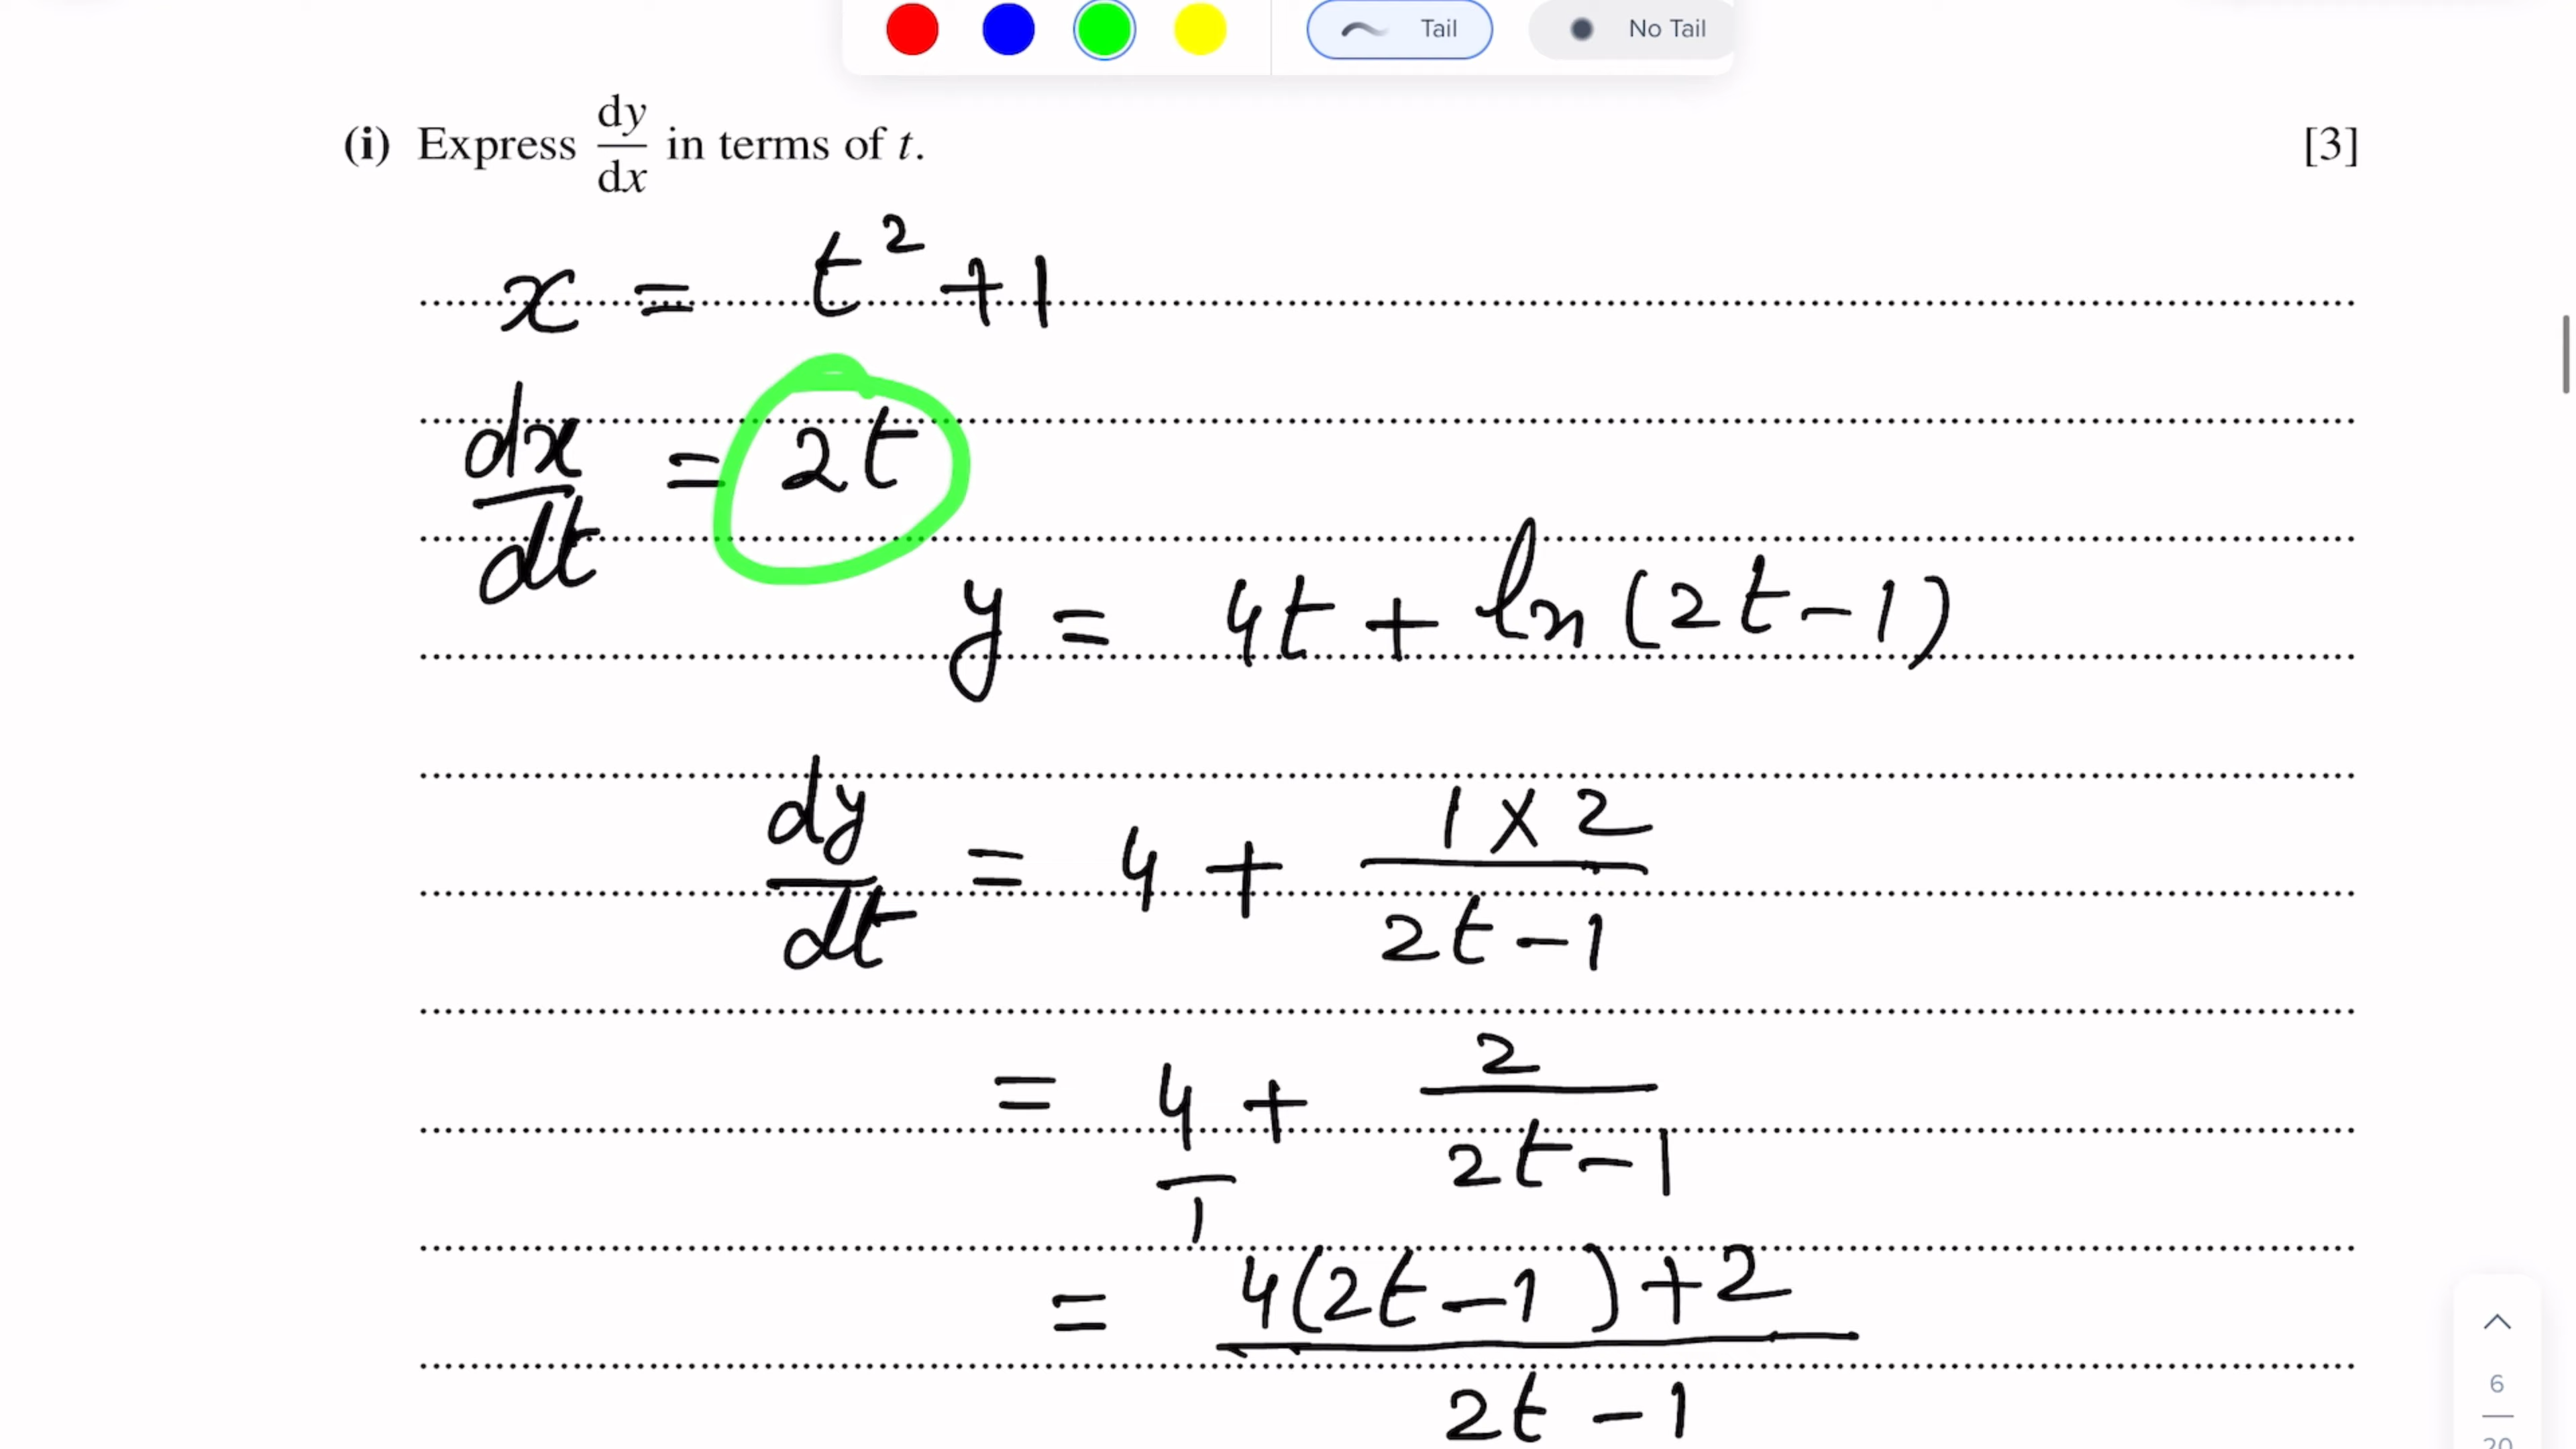 Tail No Tail
(i) Express dy/dx in terms of t. [3]
x = t² + 1
dx/dt = 2t
y = 4t + ln(2t-1)
dy/dt = 4 + 1×2/2t-1
= 4/1 + 2/2t-1
= 4(2t-1)+2/2t-1
6
20